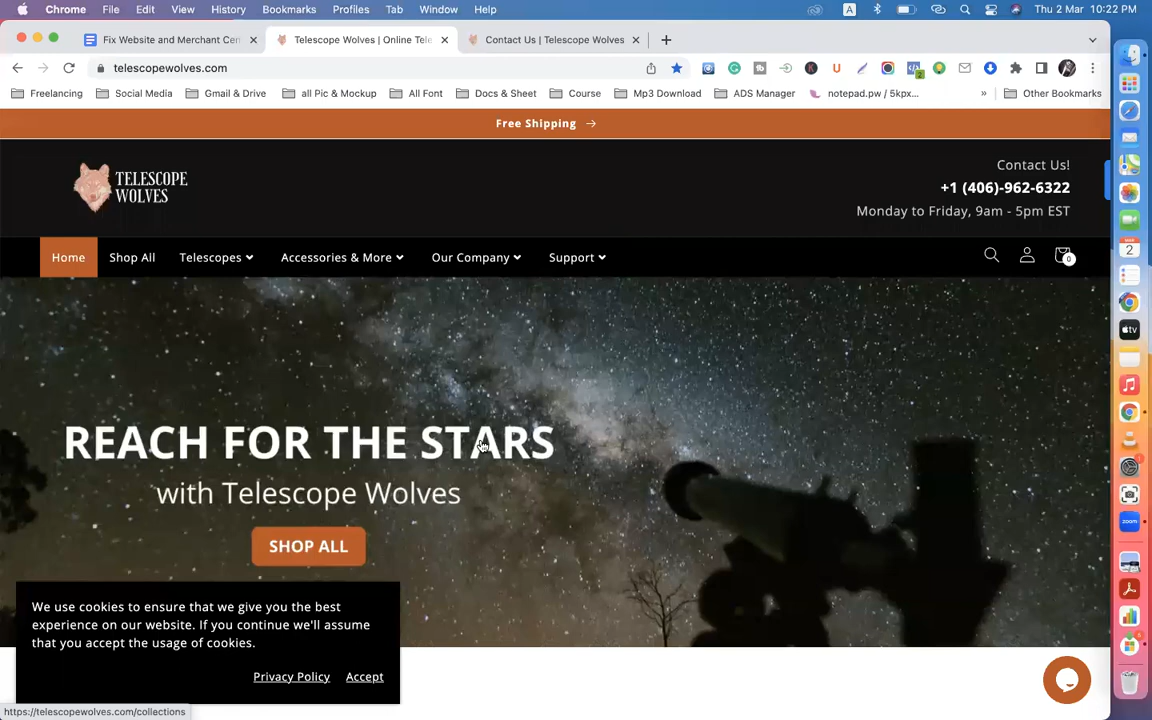 Chrome File Edit View History Bookmarks Profiles Tab Window Help A Thu 2 Mar 10:22 PM
Fix Website and Merchant Cen Telescope Wolves | Online Tele Contact Us | Telescope Wolves
telescopewolves.com
Freelancing Social Media Gmail & Drive all Pic & Mockup All Font Docs & Sheet Course Mp3 Download ADS Manager notepad.pw / 5kpx... » Other Bookmarks
Free Shipping →
Contact Us!
TELESCOPE
WOLVES
+1 (406)-962-6322
Monday to Friday, 9am - 5pm EST
Home Shop All Telescopes Accessories & More Our Company Support 0
REACH FOR THE STARS
with Telescope Wolves
SHOP ALL
We use cookies to ensure that we give you the best
experience on our website. If you continue we'll assume
that you accept the usage of cookies.
Privacy Policy Accept
https://telescopewolves.com/collections